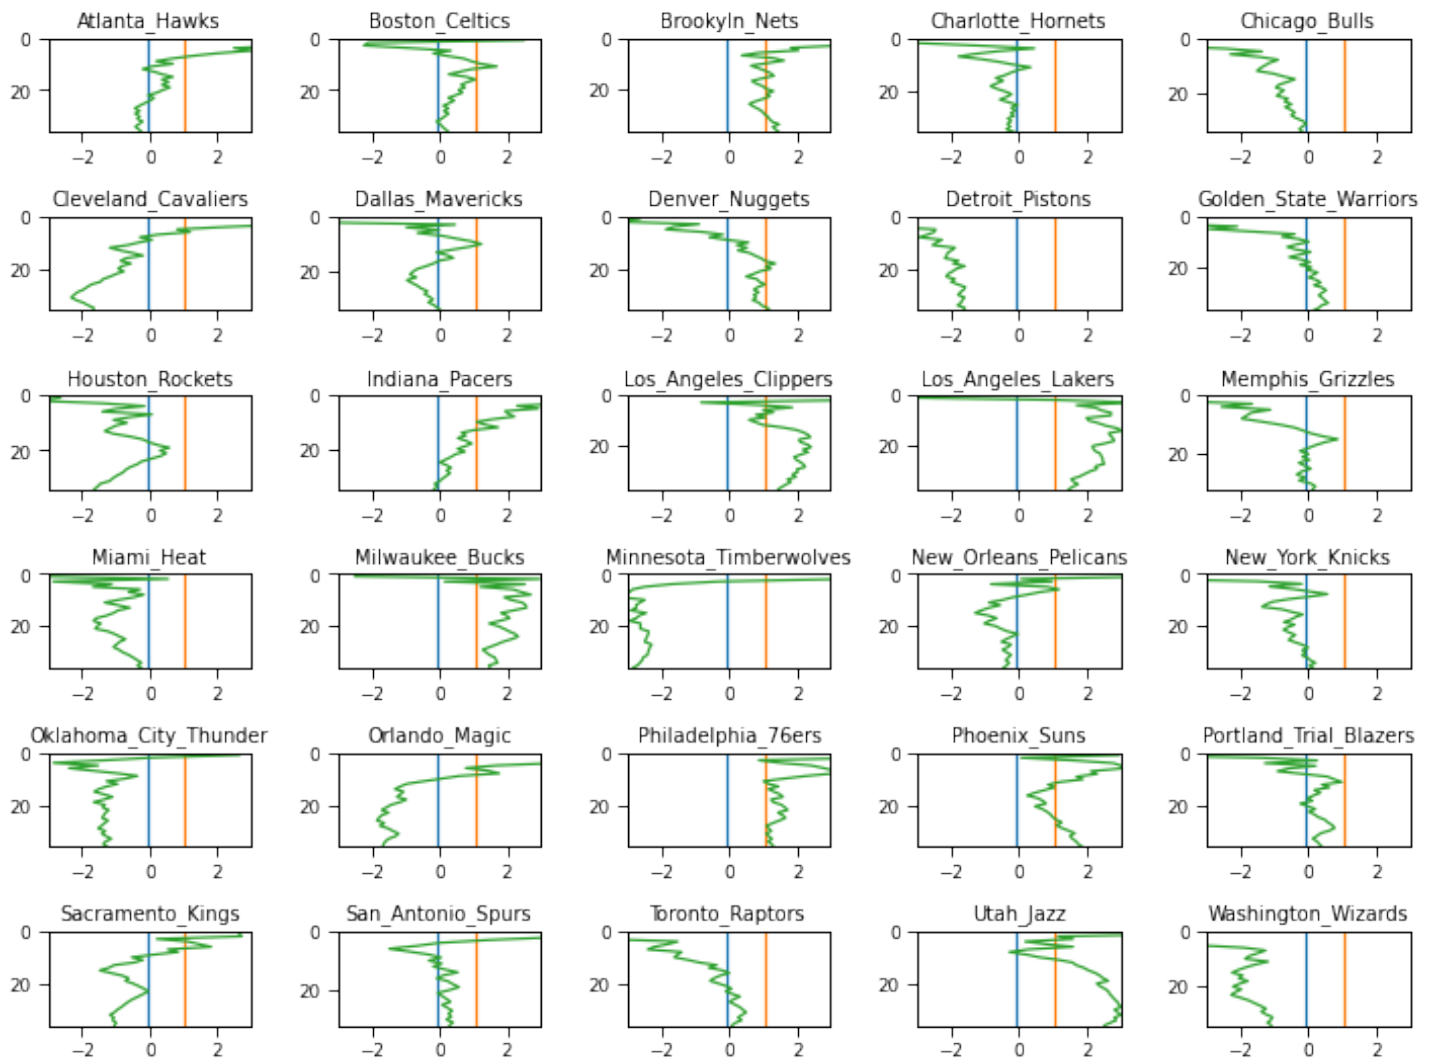 Atlanta_Hawks Boston_Celtics Brookyln_Nets Charlotte_Hornets Chicago_Bulls
0 0 0 0 0
20 20 20 20 20
−2 0 2 −2 0 2 −2 0 2 −2 0 2 −2 0 2
Cleveland_Cavaliers Dallas_Mavericks Denver_Nuggets Detroit_Pistons Golden_State_Warriors
0 0 0 0 0
20 20 20 20 20
−2 0 2 −2 0 2 −2 0 2 −2 0 2 −2 0 2
Houston_Rockets Indiana_Pacers Los_Angeles_Clippers Los_Angeles_Lakers Memphis_Grizzles
0 0 0 0 0
20 20 20 20 20
−2 0 2 −2 0 2 −2 0 2 −2 0 2 −2 0 2
Miami_Heat Milwaukee_Bucks Minnesota_Timberwolves New_Orleans_Pelicans New_York_Knicks
0 0 0 0 0
20 20 20 20 20
−2 0 2 −2 0 2 −2 0 2 −2 0 2 −2 0 2
Oklahoma_City_Thunder Orlando_Magic Philadelphia_76ers Phoenix_Suns Portland_Trial_Blazers
0 0 0 0 0
20 20 20 20 20
−2 0 2 −2 0 2 −2 0 2 −2 0 2 −2 0 2
Sacramento_Kings San_Antonio_Spurs Toronto_Raptors Utah_Jazz Washington_Wizards
0 0 0 0 0
20 20 20 20 20
−2 0 2 −2 0 2 −2 0 2 −2 0 2 −2 0 2